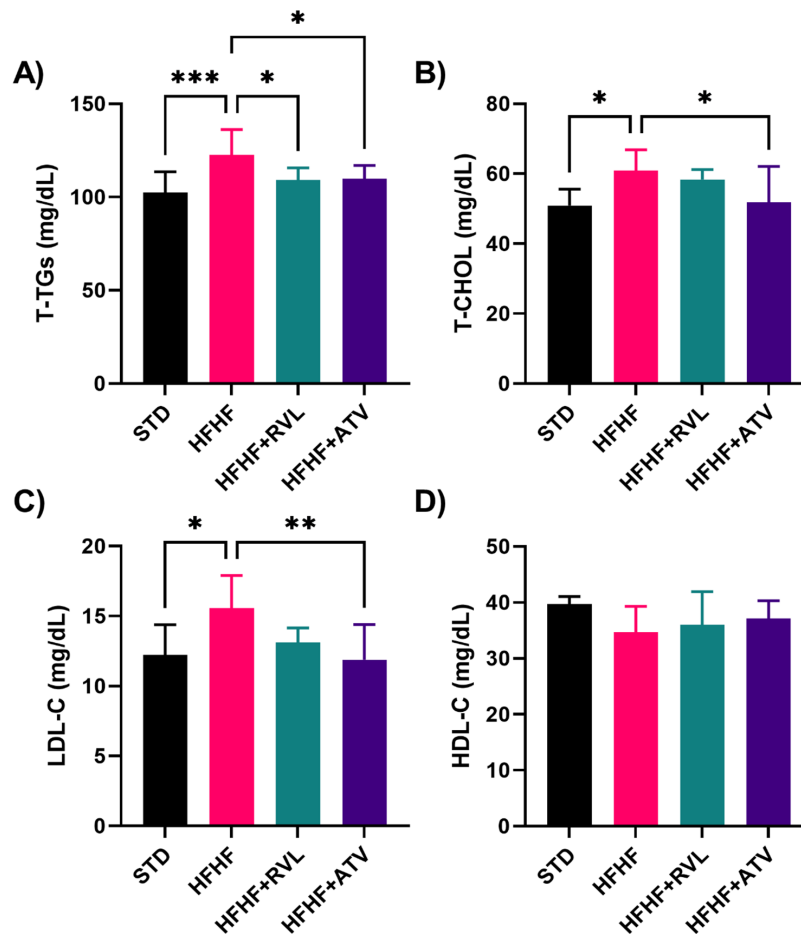 A)
***
*
*
T-TGs (mg/dL)
150
100
50
0
STD
HFHF
HFHF+RVL
HFHF+ATV
B)
*
*
T-CHOL (mg/dL)
80
60
40
20
0
STD
HFHF
HFHF+RVL
HFHF+ATV
C)
*
**
LDL-C (mg/dL)
20
15
10
5
0
STD
HFHF
HFHF+RVL
HFHF+ATV
D)
HDL-C (mg/dL)
50
40
30
20
10
0
STD
HFHF
HFHF+RVL
HFHF+ATV